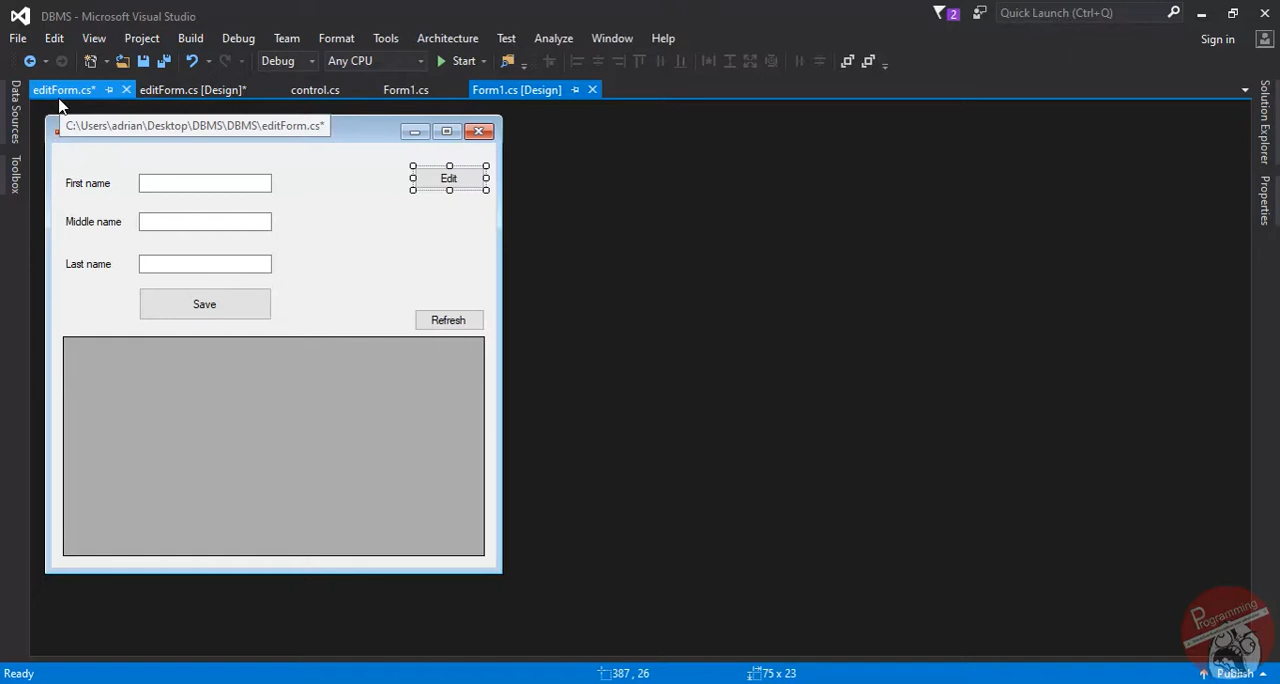 DBMS - Microsoft Visual Studio
2
Quick Launch (Ctrl+Q)
File Edit View Project Build Debug Team Format Tools Architecture Test Analyze Window Help
Sign in
Debug Any CPU Start
editForm.cs* editForm.cs [Design]* control.cs Form1.cs Form1.cs [Design]
C:\Users\adrian\Desktop\DBMS\DBMS\editForm.cs*
Data Sources
Toolbox
Solution Explorer
Properties
First name
Edit
Middle name
Last name
Save
Refresh
Programming
Ready
387 , 26
75 x 23
Publish